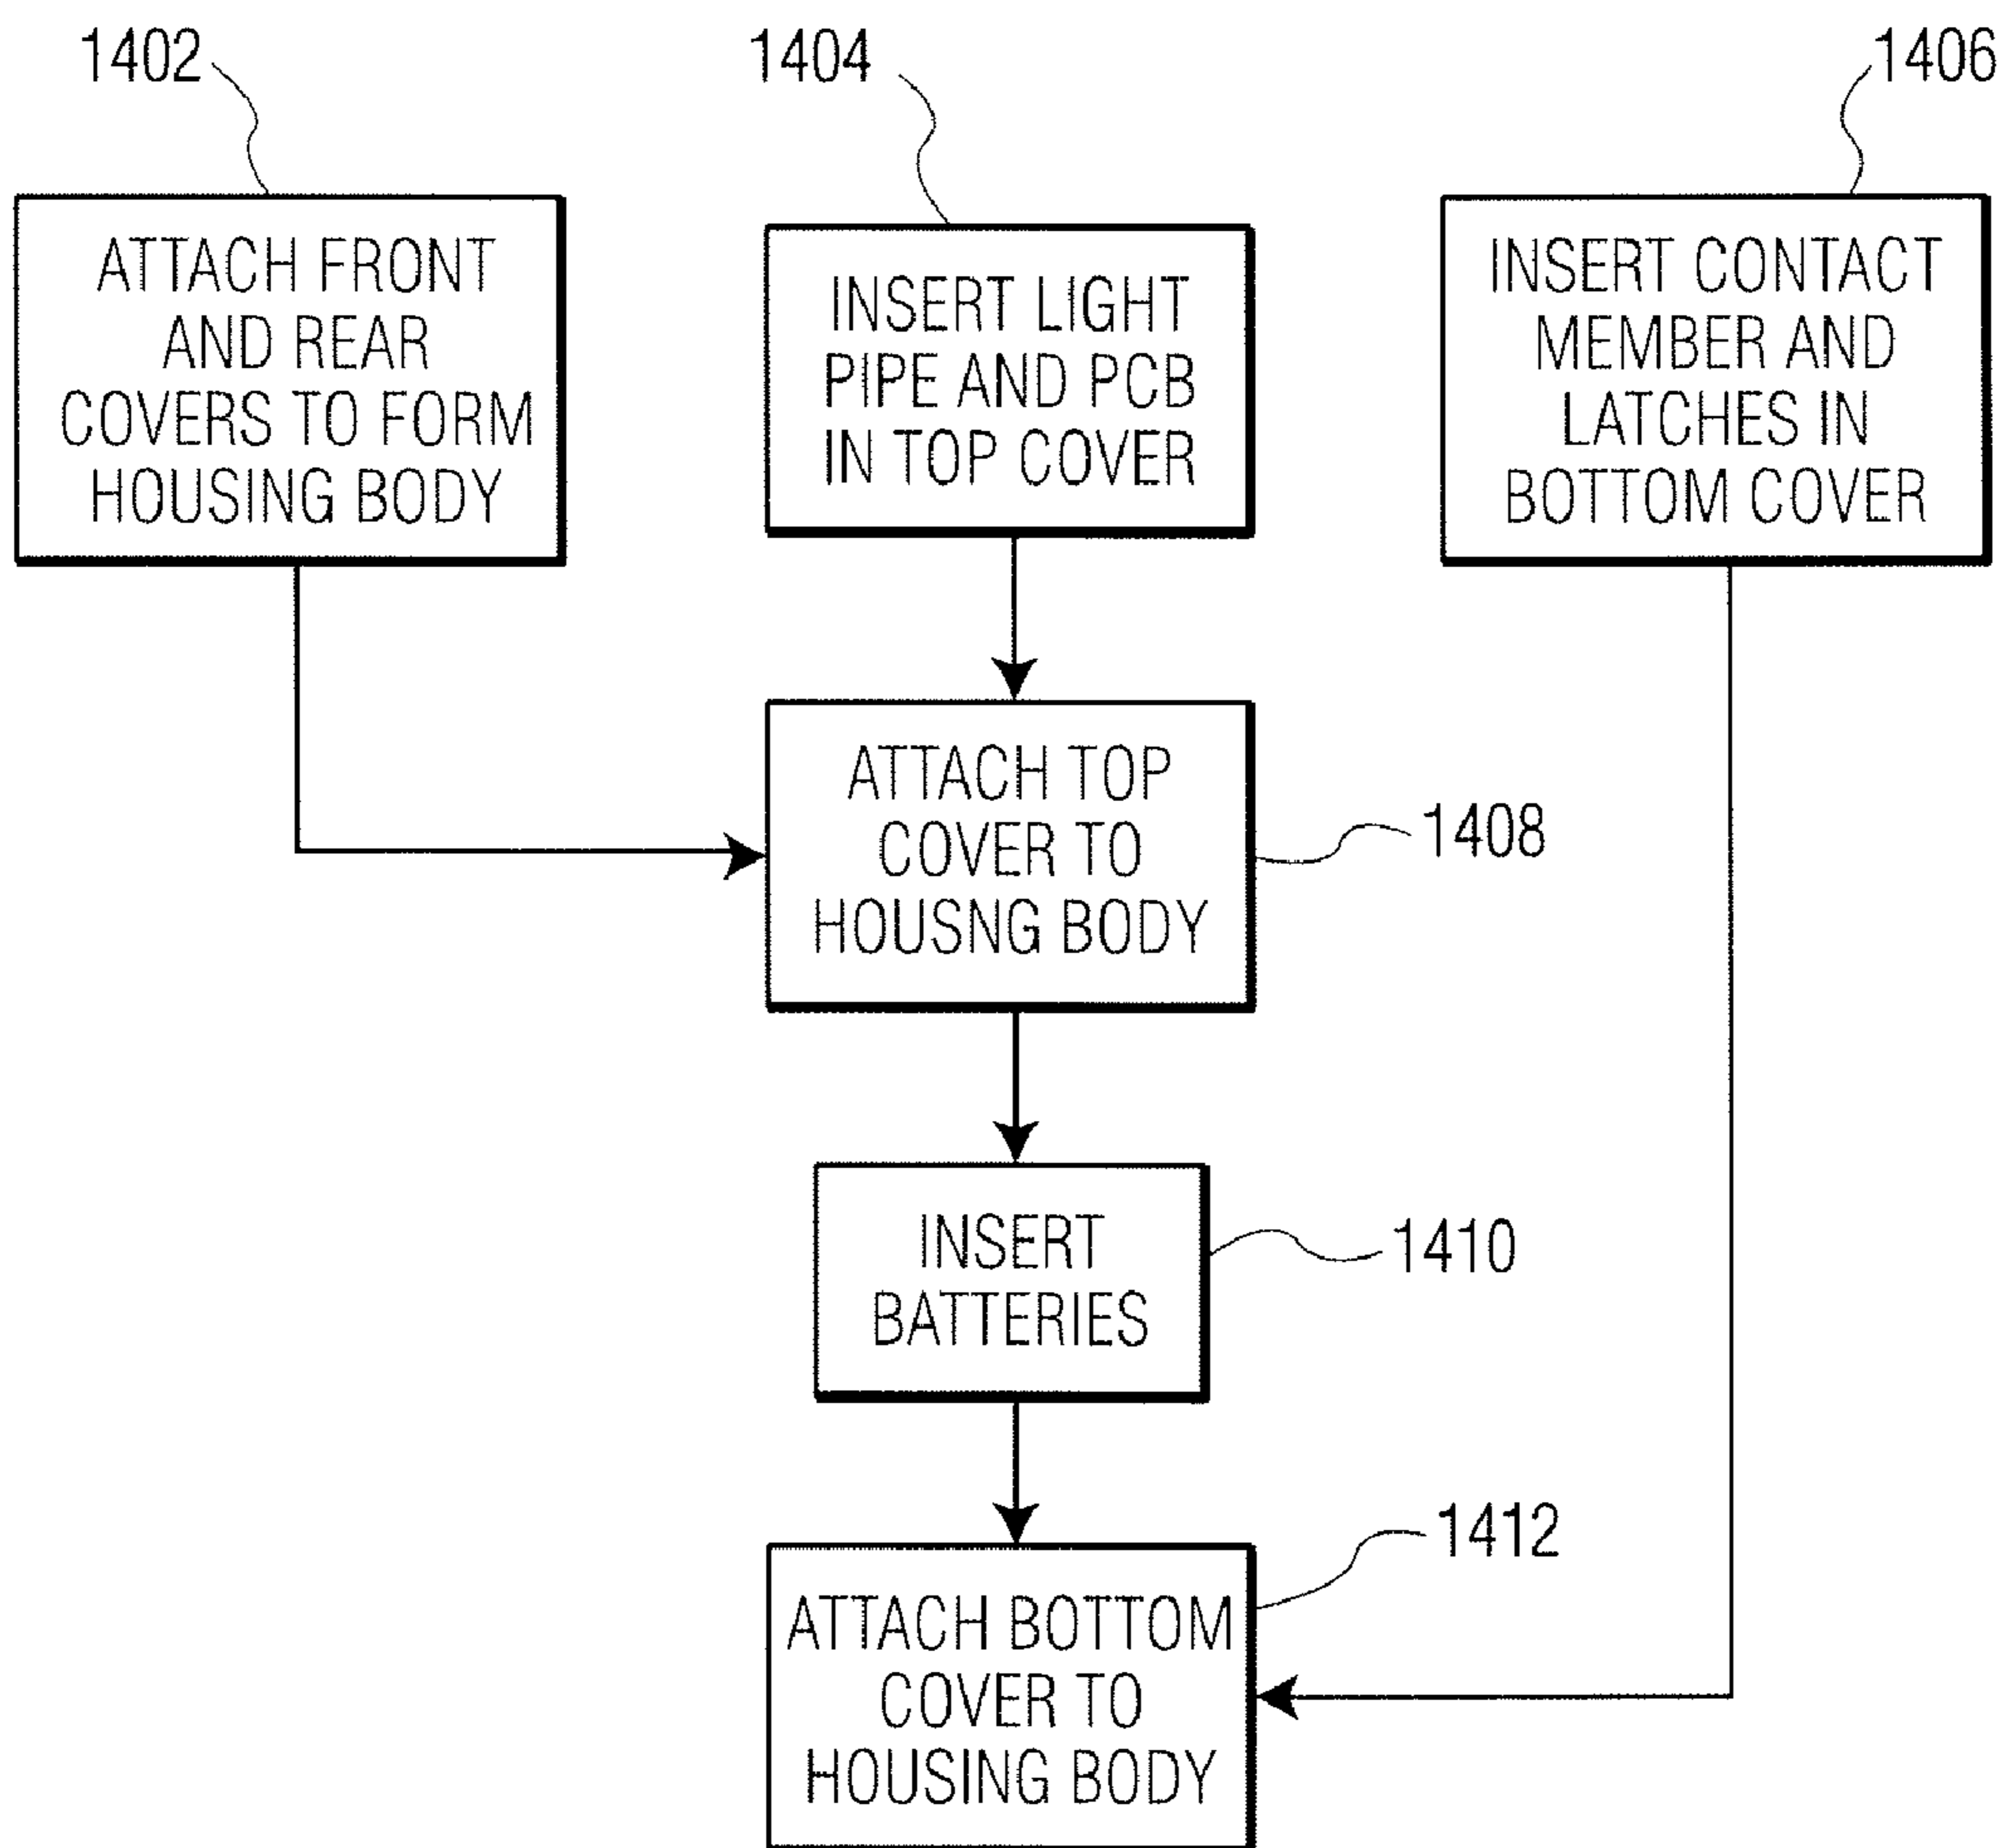 1402
1404
1406
ATTACH FRONT
AND REAR
COVERS TO FORM
HOUSING BODY
INSERT LIGHT
PIPE AND PCB
IN TOP COVER
INSERT CONTACT
MEMBER AND
LATCHES IN
BOTTOM COVER
ATTACH TOP
COVER TO
HOUSNG BODY
1408
INSERT
BATTERIES
1410
ATTACH BOTTOM
COVER TO
HOUSING BODY
1412